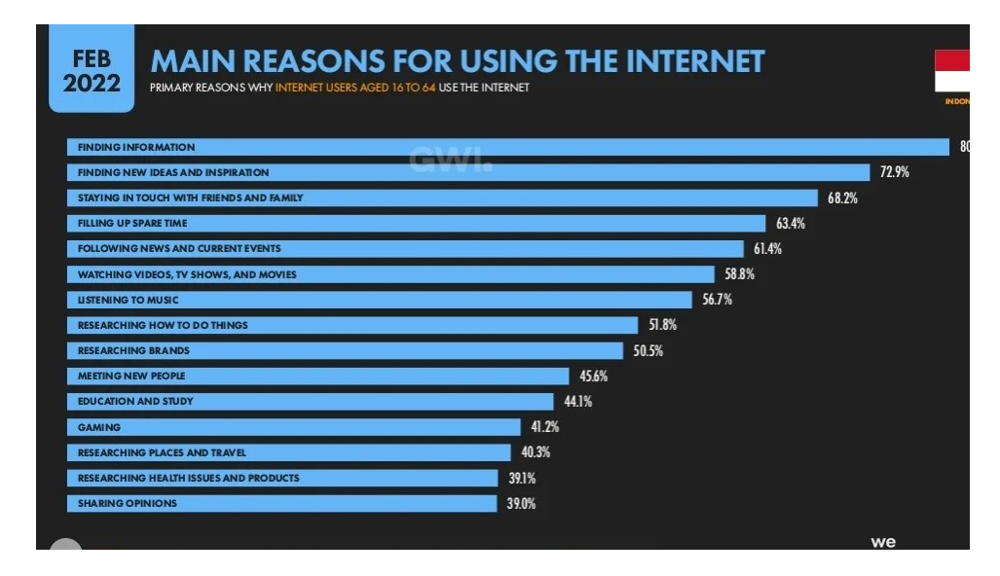 FEB
2022
MAIN REASONS FOR USING THE INTERNET
PRIMARY REASONS WHY INTERNET USERS AGED 16 TO 64 USE THE INTERNET
GWI.
FINDING INFORMATION
FINDING NEW IDEAS AND INSPIRATION 72.9%
STAYING IN TOUCH WITH FRIENDS AND FAMILY 68.2%
FILLING UP SPARE TIME 63.4%
FOLLOWING NEWS AND CURRENT EVENTS 61.4%
WATCHING VIDEOS, TV SHOWS, AND MOVIES 58.8%
LISTENING TO MUSIC 56.7%
RESEARCHING HOW TO DO THINGS 51.8%
RESEARCHING BRANDS 50.5%
MEETING NEW PEOPLE 45.6%
EDUCATION AND STUDY 44.1%
GAMING 41.2%
RESEARCHING PLACES AND TRAVEL 40.3%
RESEARCHING HEALTH ISSUES AND PRODUCTS 39.1%
SHARING OPINIONS 39.0%
we